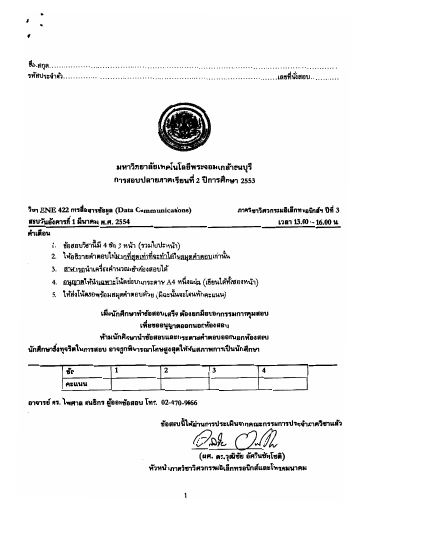 ชื่อ-สกุล
รหัสประจำตัว เลขที่นั่งสอบ
มหาวิทยาลัยเทคโนโลยีพระจอมเกล้าธนบุรี
การสอบปลายภาคเรียนที่ 2 ปีการศึกษา 2553
วิชา ENE 422 การสื่อสารข้อมูล (Data Communications) ภาควิชาวิศวกรรมอิเล็กทรอนิกส์ฯ ปีที่ 3
สอบวันอังคารที่ 1 มีนาคม พ.ศ. 2554 เวลา 13.00-16.00 น.
คำเตือน
1. ข้อสอบวิชานี้มี 4 ข้อ 3 หน้า (รวมใบปะหน้า)
2. ให้อธิบายคำตอบให้มากที่สุดเท่าที่จะทำได้ในสมุดคำตอบเท่านั้น
3. สามารถนำเครื่องคำนวณเข้าห้องสอบได้
4. อนุญาตให้นำเฉพาะโน้ตย่อบนกระดาษ A4 หนึ่งแผ่น (เขียนได้ทั้งสองหน้า)
5. ให้ส่งโน้ตย่อพร้อมสมุดคำตอบด้วย (มิฉะนั้นจะโดนหักคะแนน)
เมื่อนักศึกษาทำข้อสอบเสร็จ ต้องยกมือบอกกรรมการคุมสอบ
เพื่อขออนุญาตออกนอกห้องสอบ
ห้ามนักศึกษานำข้อสอบและกระดาษคำตอบออกนอกห้องสอบ
นักศึกษาซึ่งทุจริตในการสอบ อาจถูกพิจารณาโทษสูงสุดให้พ้นสภาพการเป็นนักศึกษา
ข้อ 1 2 3 4
คะแนน
อาจารย์ ดร. ไพศาล สนธิกร ผู้ออกข้อสอบ โทร. 02-470-9066
ข้อสอบนี้ได้ผ่านการประเมินจากคณะกรรมการประจำภาควิชาแล้ว
(ผศ. ดร.วุฒิชัย อัศวินชัยโชติ)
หัวหน้าภาควิชาวิศวกรรมอิเล็กทรอนิกส์และโทรคมนาคม
1